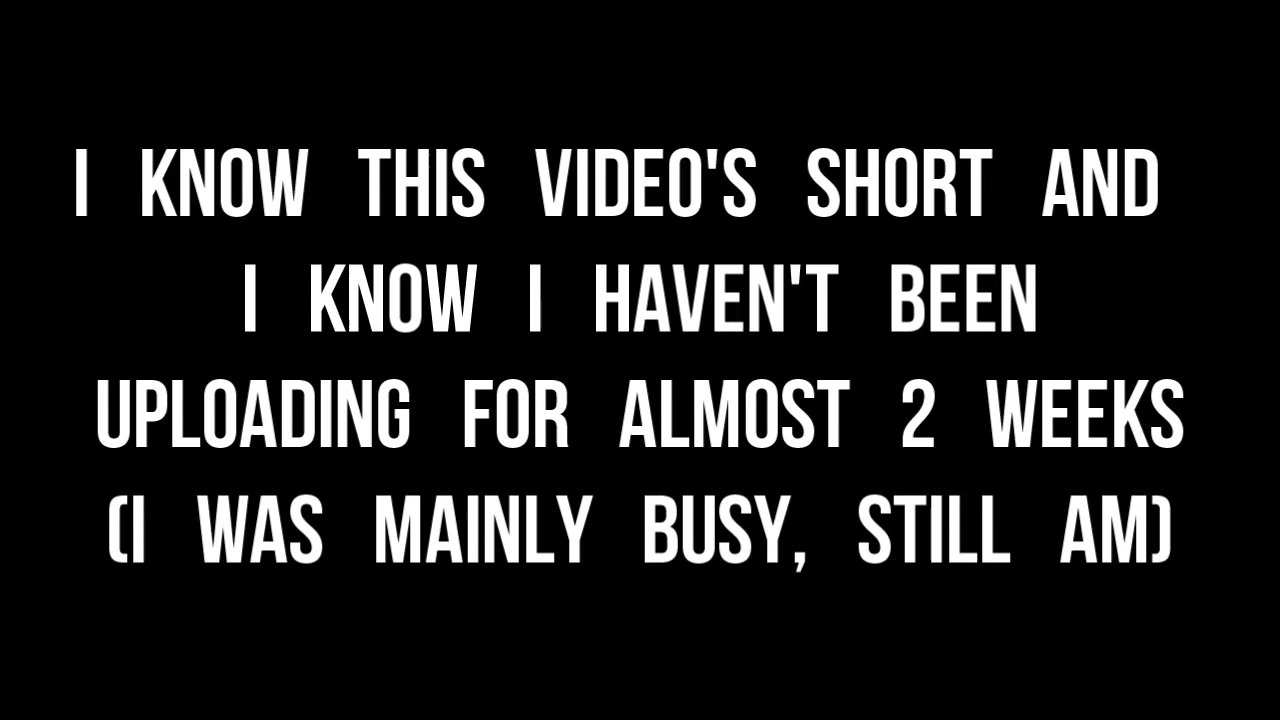 I KNOW THIS VIDEO'S SHORT AND
I KNOW I HAVEN'T BEEN
UPLOADING FOR ALMOST 2 WEEKS
(I WAS MAINLY BUSY, STILL AM)